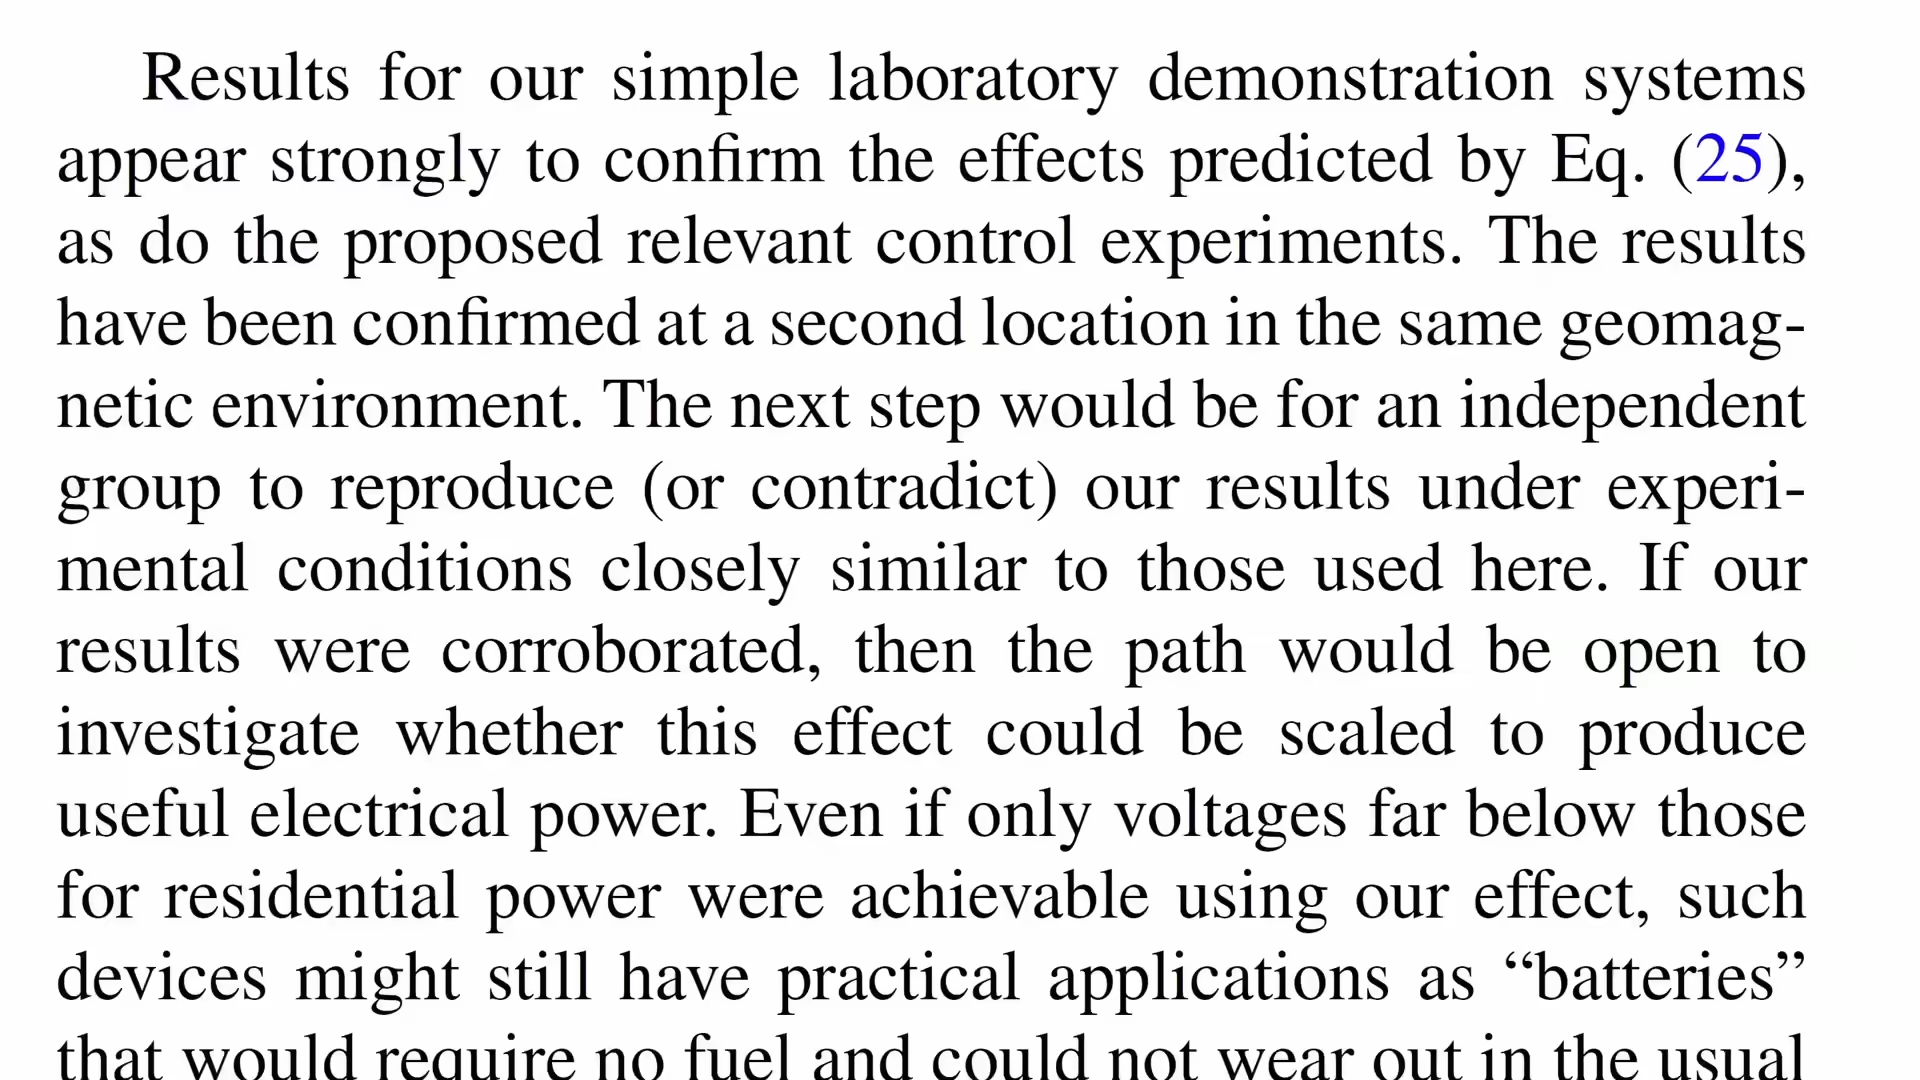 Results for our simple laboratory demonstration systems
appear strongly to confirm the effects predicted by Eq. (25),
as do the proposed relevant control experiments. The results
have been confirmed at a second location in the same geomag-
netic environment. The next step would be for an independent
group to reproduce (or contradict) our results under experi-
mental conditions closely similar to those used here. If our
results were corroborated, then the path would be open to
investigate whether this effect could be scaled to produce
useful electrical power. Even if only voltages far below those
for residential power were achievable using our effect, such
devices might still have practical applications as “batteries”
that would require no fuel and could not wear out in the usual